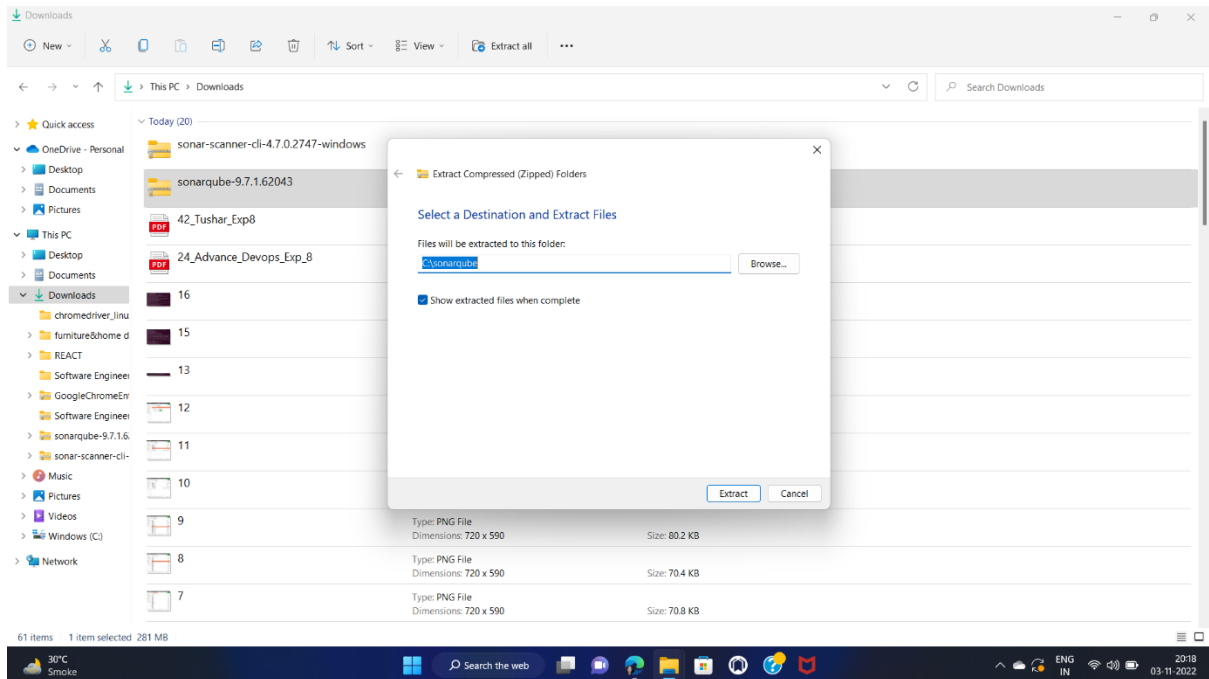 Downloads
New
Sort
View
Extract all
This PC > Downloads
Search Downloads
Quick access
OneDrive - Personal
Desktop
Documents
Pictures
This PC
Desktop
Documents
Downloads
chromedriver_linu
furniture&home d
REACT
Software Engineer
GoogleChromeEnt
Software Engineer
sonarqube-9.7.1.6
sonar-scanner-cli-
Music
Pictures
Videos
Windows (C:)
Network
Today (20)
sonar-scanner-cli-4.7.0.2747-windows
sonarqube-9.7.1.62043
PDF 42_Tushar_Exp8
PDF 24_Advance_Devops_Exp_8
16
15
13
12
11
10
9
Type: PNG File
Dimensions: 720 x 590 Size: 80.2 KB
8
Type: PNG File
Dimensions: 720 x 590 Size: 70.4 KB
7
Type: PNG File
Dimensions: 720 x 590 Size: 70.8 KB
Extract Compressed (Zipped) Folders
Select a Destination and Extract Files
Files will be extracted to this folder:
C:\sonarqube
Browse...
Show extracted files when complete
Extract Cancel
61 items 1 item selected 281 MB
30°C
Smoke
Search the web
ENG
IN
20:18
03-11-2022